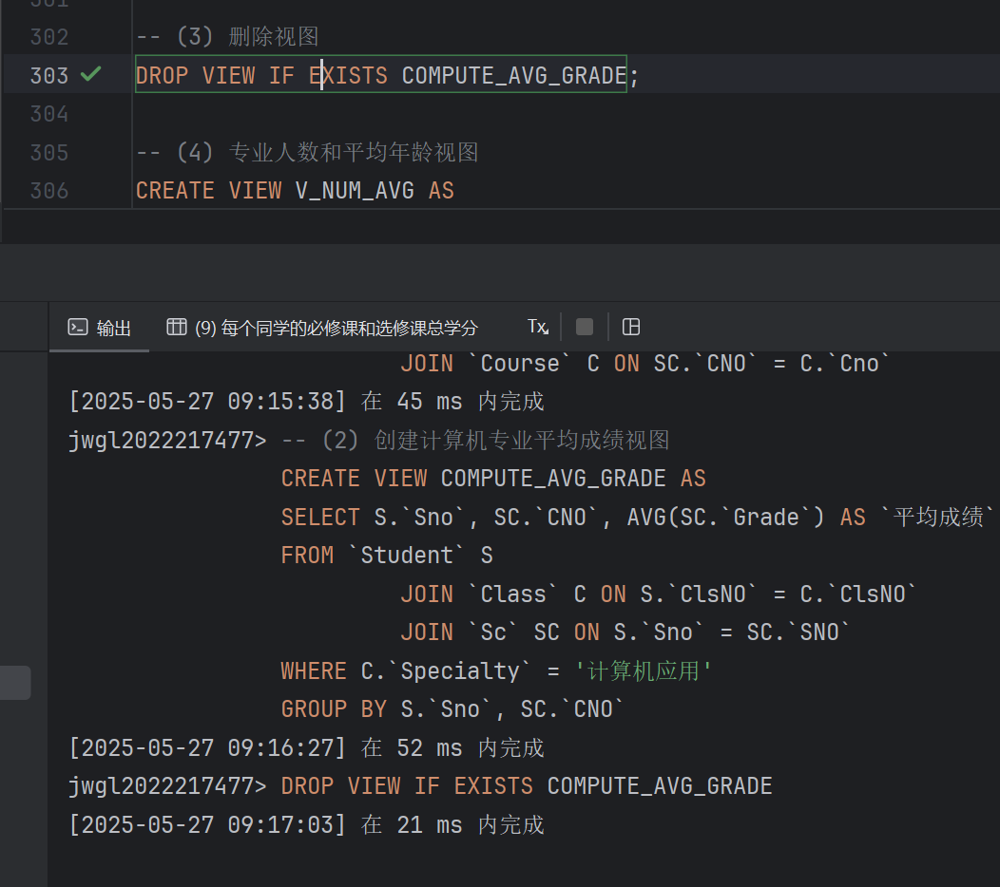 301
302 -- (3) 删除视图
303 DROP VIEW IF EXISTS COMPUTE_AVG_GRADE;
304
305 -- (4) 专业人数和平均年龄视图
306 CREATE VIEW V_NUM_AVG AS
输出 (9) 每个同学的必修课和选修课总学分 Tx
JOIN `Course` C ON SC.`CNO` = C.`Cno`
[2025-05-27 09:15:38] 在 45 ms 内完成
jwgl2022217477> -- (2) 创建计算机专业平均成绩视图
CREATE VIEW COMPUTE_AVG_GRADE AS
SELECT S.`Sno`, SC.`CNO`, AVG(SC.`Grade`) AS `平均成绩`
FROM `Student` S
JOIN `Class` C ON S.`ClsNO` = C.`ClsNO`
JOIN `Sc` SC ON S.`Sno` = SC.`SNO`
WHERE C.`Specialty` = '计算机应用'
GROUP BY S.`Sno`, SC.`CNO`
[2025-05-27 09:16:27] 在 52 ms 内完成
jwgl2022217477> DROP VIEW IF EXISTS COMPUTE_AVG_GRADE
[2025-05-27 09:17:03] 在 21 ms 内完成